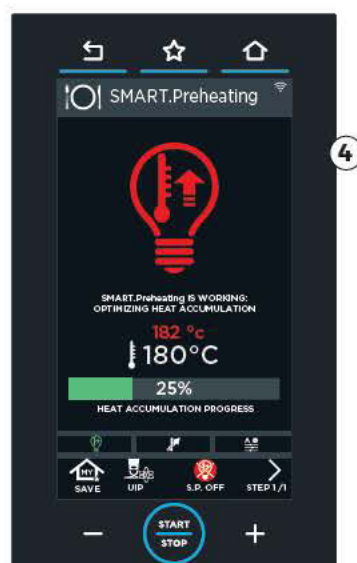 SMART.Preheating
4
SMART.Preheating IS WORKING:
OPTIMIZING HEAT ACCUMULATION
182 °c
180°C
25%
HEAT ACCUMULATION PROGRESS
MY
SAVE UIP S.P. OFF STEP 1/1
− START STOP +